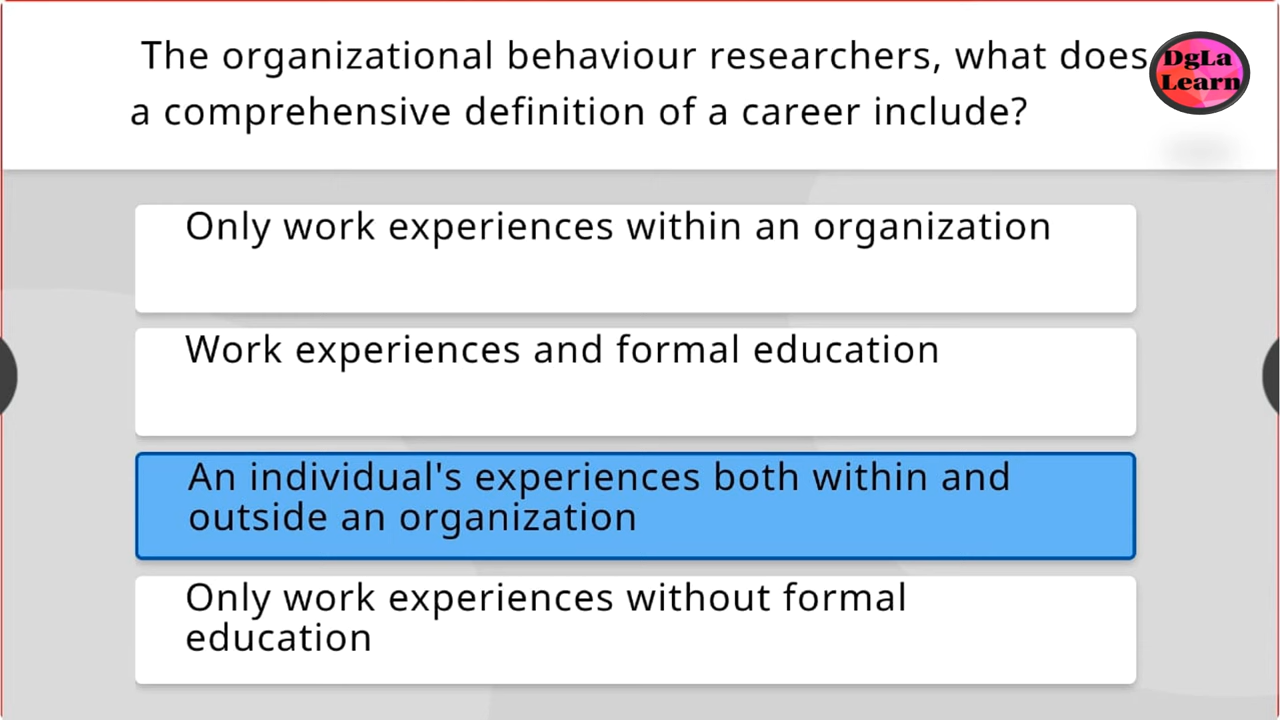 The organizational behaviour researchers, what does
a comprehensive definition of a career include?
DgLa
Learn
Only work experiences within an organization
Work experiences and formal education
An individual's experiences both within and
outside an organization
Only work experiences without formal
education